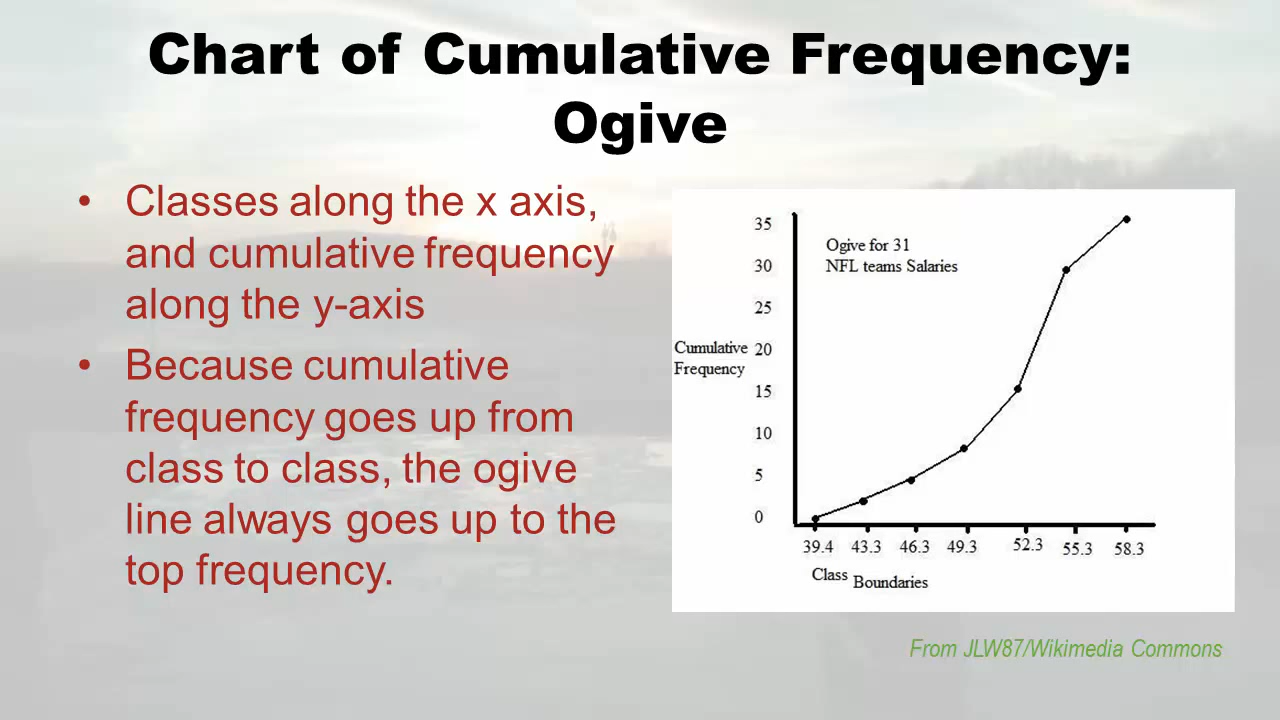 Chart of Cumulative Frequency:
Ogive
• Classes along the x axis,
and cumulative frequency
along the y-axis
• Because cumulative
frequency goes up from
class to class, the ogive
line always goes up to the
top frequency.
Ogive for 31
NFL teams Salaries
35
30
25
20
15
10
5
0
Cumulative
Frequency
39.4 43.3 46.3 49.3 52.3 55.3 58.3
Class Boundaries
From JLW87/Wikimedia Commons